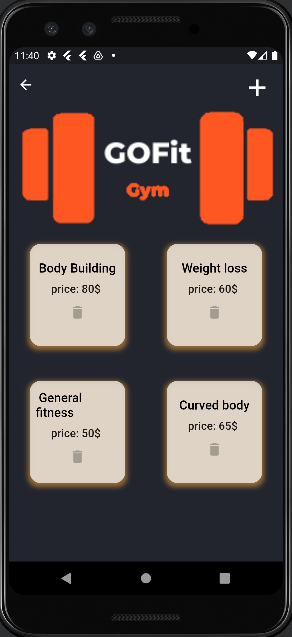 11:40
GOFit
Gym
Body Building
price: 80$
Weight loss
price: 60$
General
fitness
price: 50$
Curved body
price: 65$